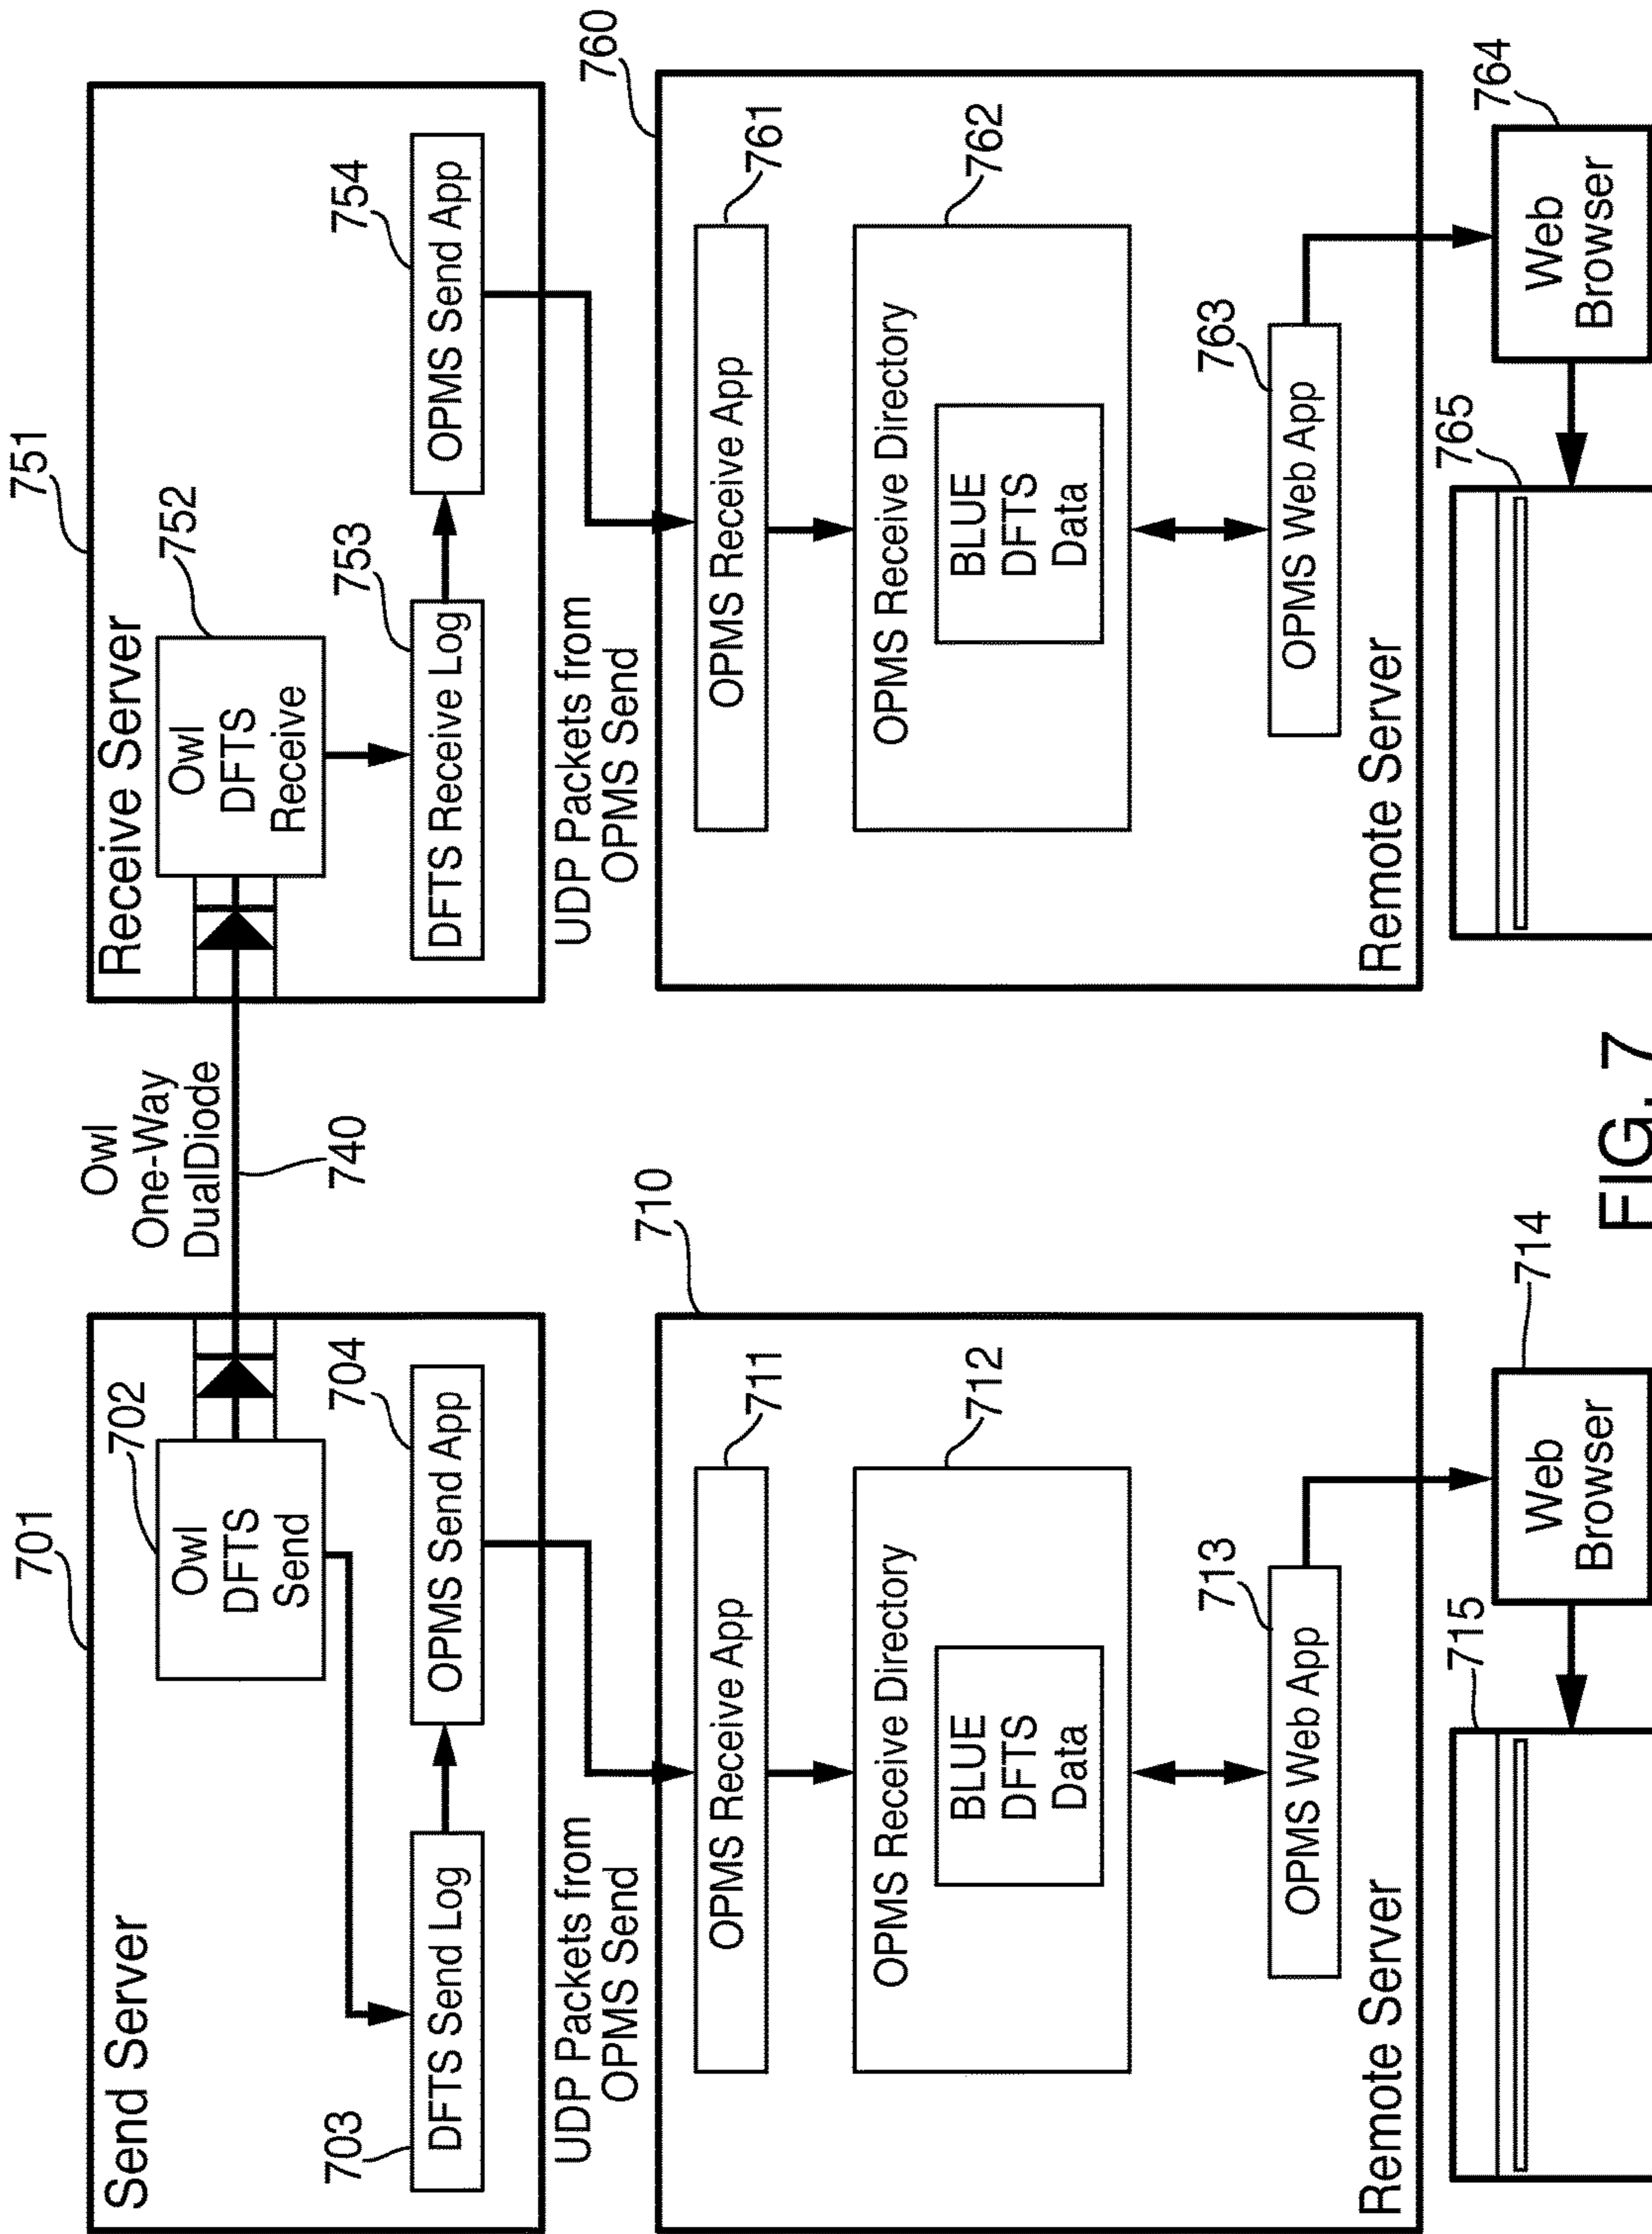 701
Send Server
702
Owl
DFTS
Send
703
DFTS Send Log
704
OPMS Send App
Owl
One-Way
DualDiode
740
751
Receive Server
752
Owl
DFTS
Receive
753
DFTS Receive Log
754
OPMS Send App
UDP Packets from
OPMS Send
710
711
OPMS Receive App
712
OPMS Receive Directory
BLUE
DFTS
Data
713
OPMS Web App
Remote Server
714
Web
Browser
715
UDP Packets from
OPMS Send
760
761
OPMS Receive App
762
OPMS Receive Directory
BLUE
DFTS
Data
763
OPMS Web App
Remote Server
764
Web
Browser
765
FIG. 7